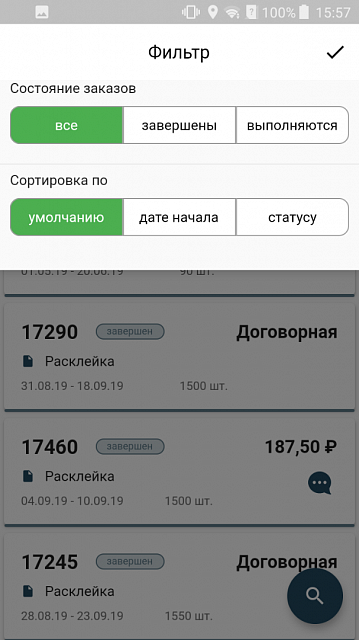 100% 15:57
Фильтр
Состояние заказов
все завершены выполняются
Сортировка по
умолчанию дате начала статусу
01.05.19 - 20.06.19 90 шт.
17290 завершен Договорная
Расклейка
31.08.19 - 18.09.19 1500 шт.
17460 завершен 187,50 ₽
Расклейка
04.09.19 - 10.09.19 1500 шт.
17245 завершен Договорная
Расклейка
28.08.19 - 23.09.19 1550 шт.